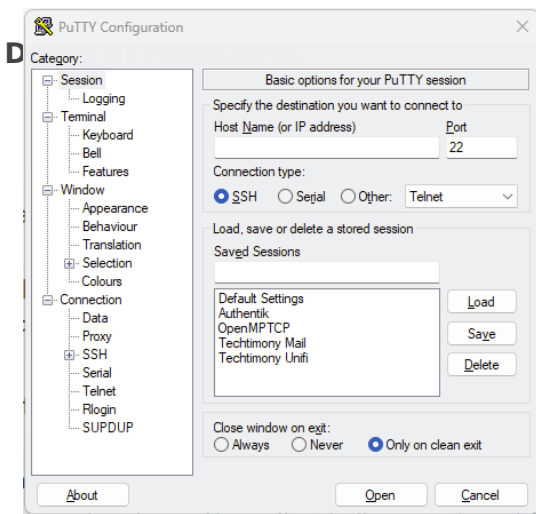 PuTTY Configuration
D
Category:
Session
Logging
Terminal
Keyboard
Bell
Features
Window
Appearance
Behaviour
Translation
Selection
Colours
Connection
Data
Proxy
SSH
Serial
Telnet
Rlogin
SUPDUP
Basic options for your PuTTY session
Specify the destination you want to connect to
Host Name (or IP address) Port
22
Connection type:
SSH Serial Other: Telnet
Load, save or delete a stored session
Saved Sessions
Default Settings
Authentik
OpenMPTCP
Techtimony Mail
Techtimony Unifi
Load
Save
Delete
Close window on exit:
Always Never Only on clean exit
About Open Cancel